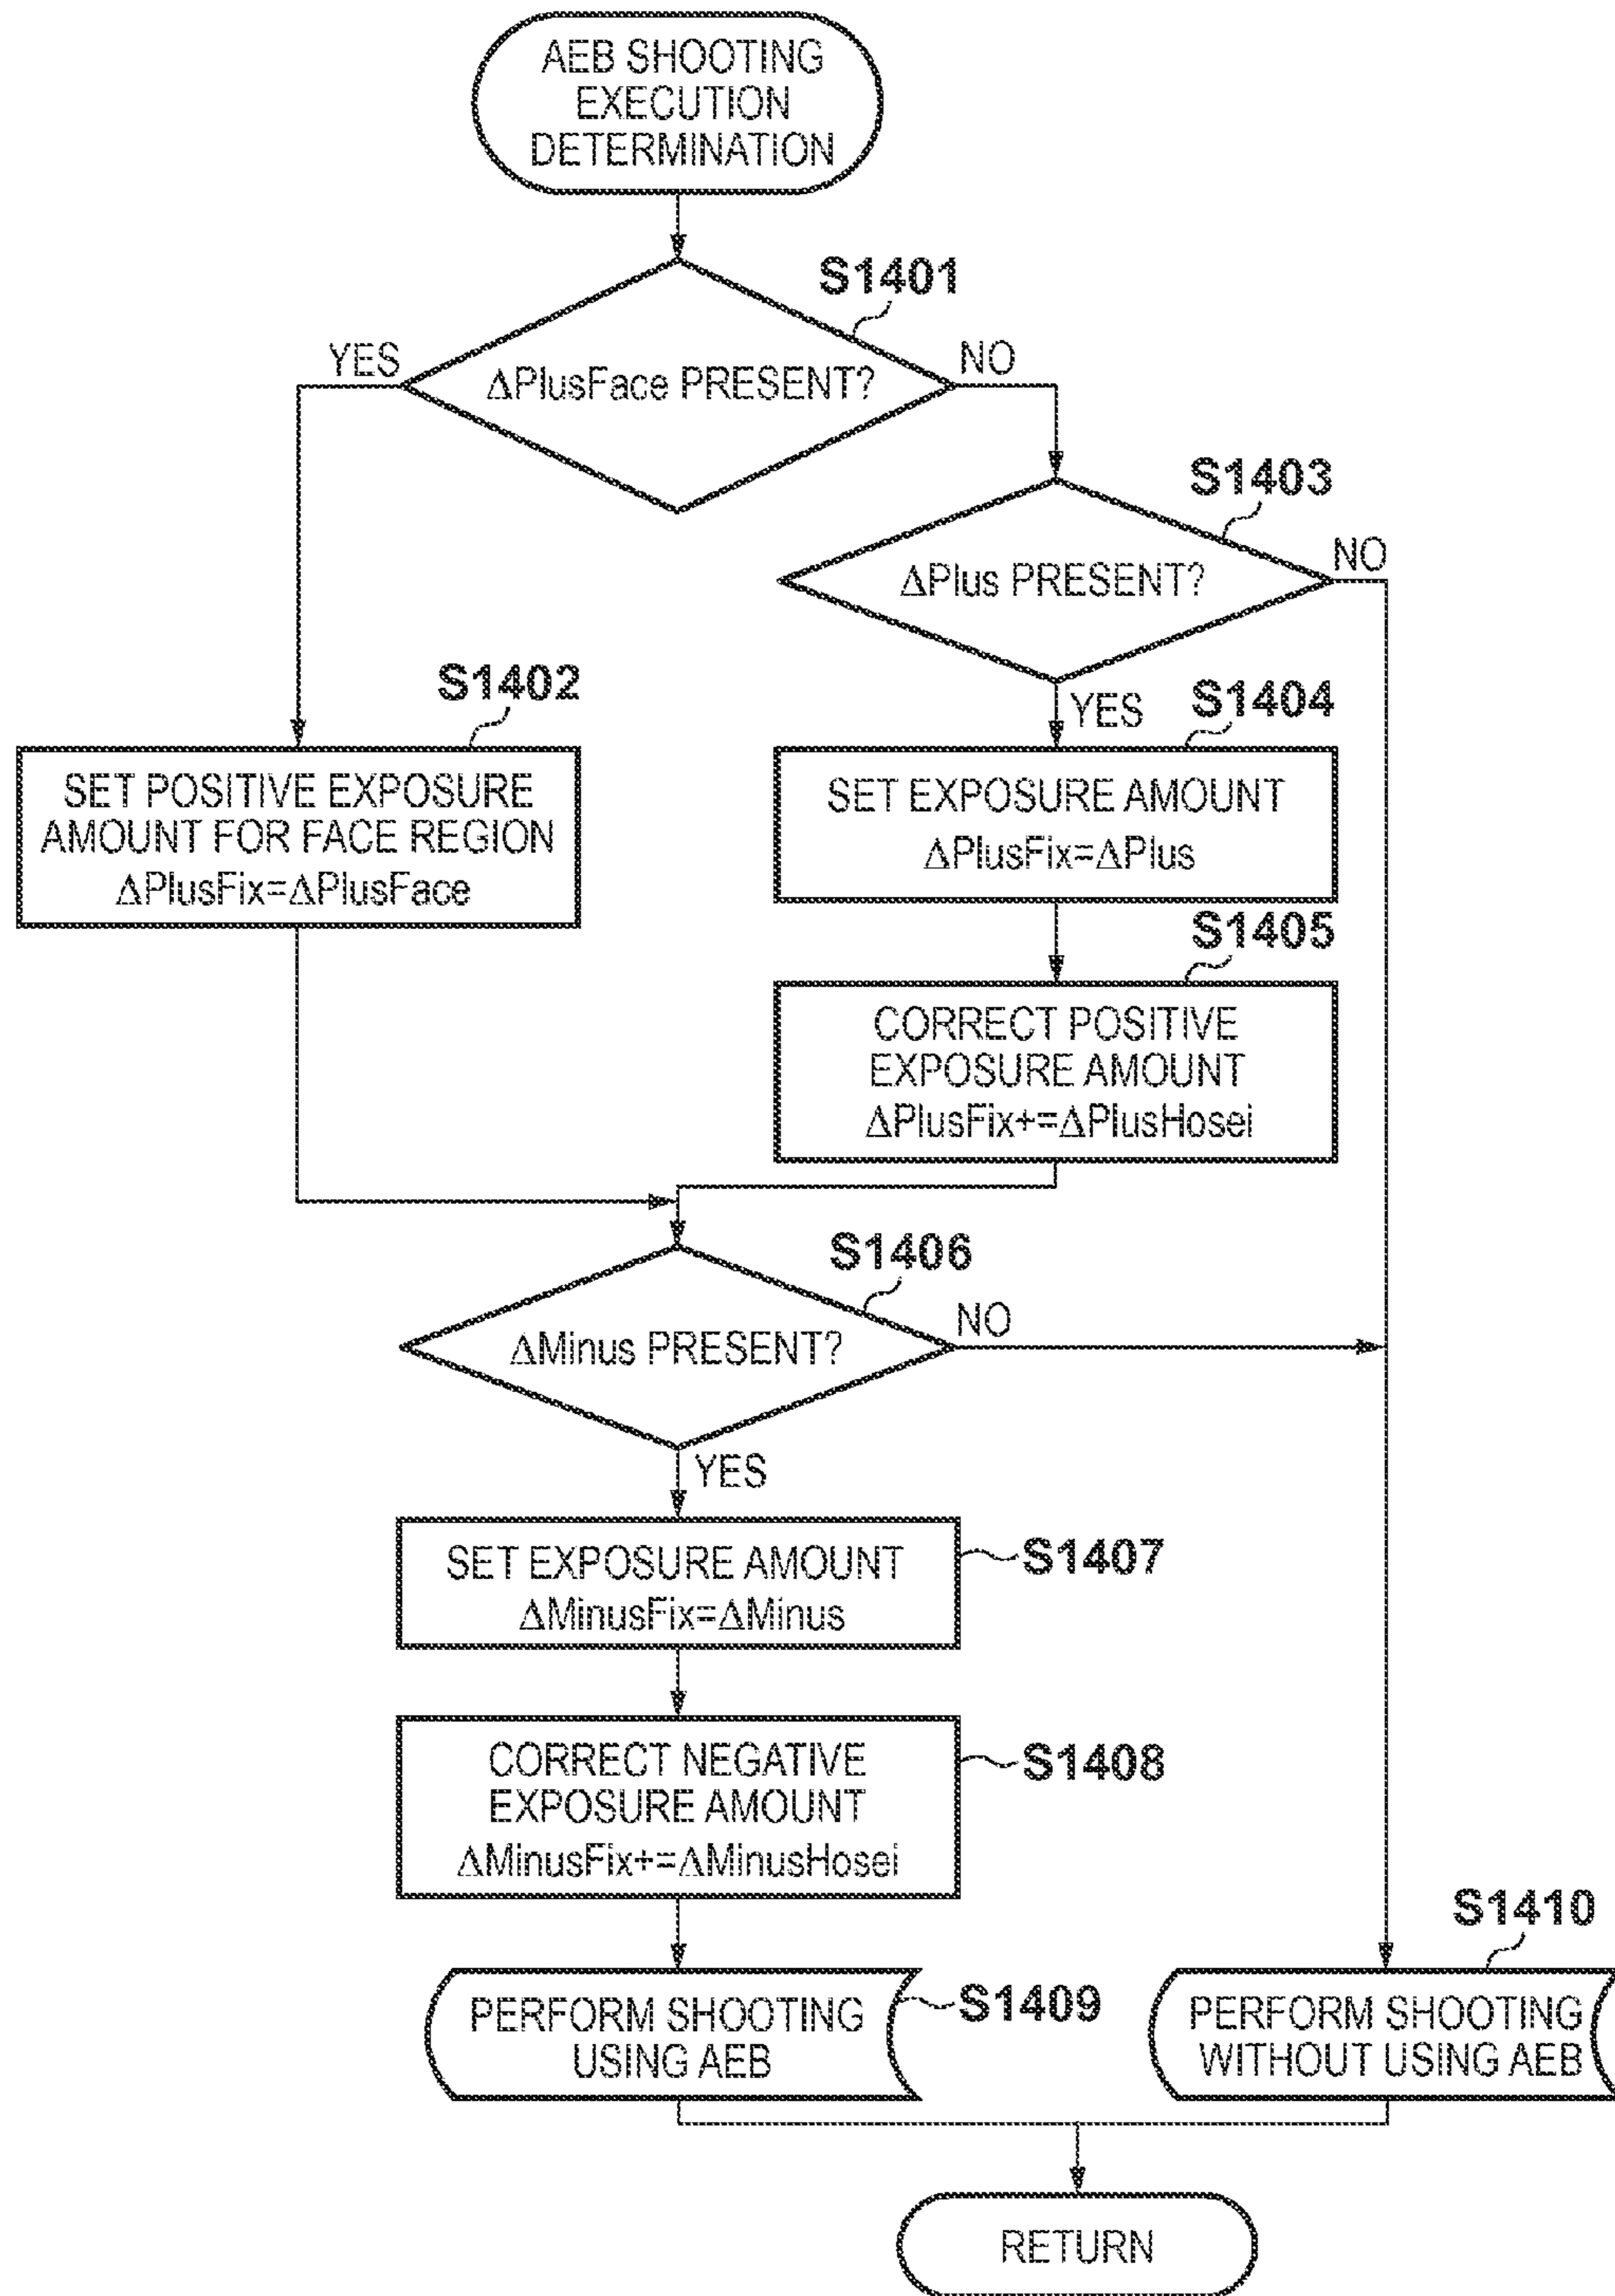 AEB SHOOTING
EXECUTION
DETERMINATION
S1401
YES
NO
ΔPlusFace PRESENT?
S1403
NO
ΔPlus PRESENT?
YES
S1402
SET POSITIVE EXPOSURE
AMOUNT FOR FACE REGION
ΔPlusFix=ΔPlusFace
S1404
SET EXPOSURE AMOUNT
ΔPlusFix=ΔPlus
S1405
CORRECT POSITIVE
EXPOSURE AMOUNT
ΔPlusFix+=ΔPlusHosei
S1406
NO
ΔMinus PRESENT?
YES
SET EXPOSURE AMOUNT
ΔMinusFix=ΔMinus
S1407
CORRECT NEGATIVE
EXPOSURE AMOUNT
ΔMinusFix+=ΔMinusHosei
S1408
PERFORM SHOOTING
USING AEB
S1409
S1410
PERFORM SHOOTING
WITHOUT USING AEB
RETURN